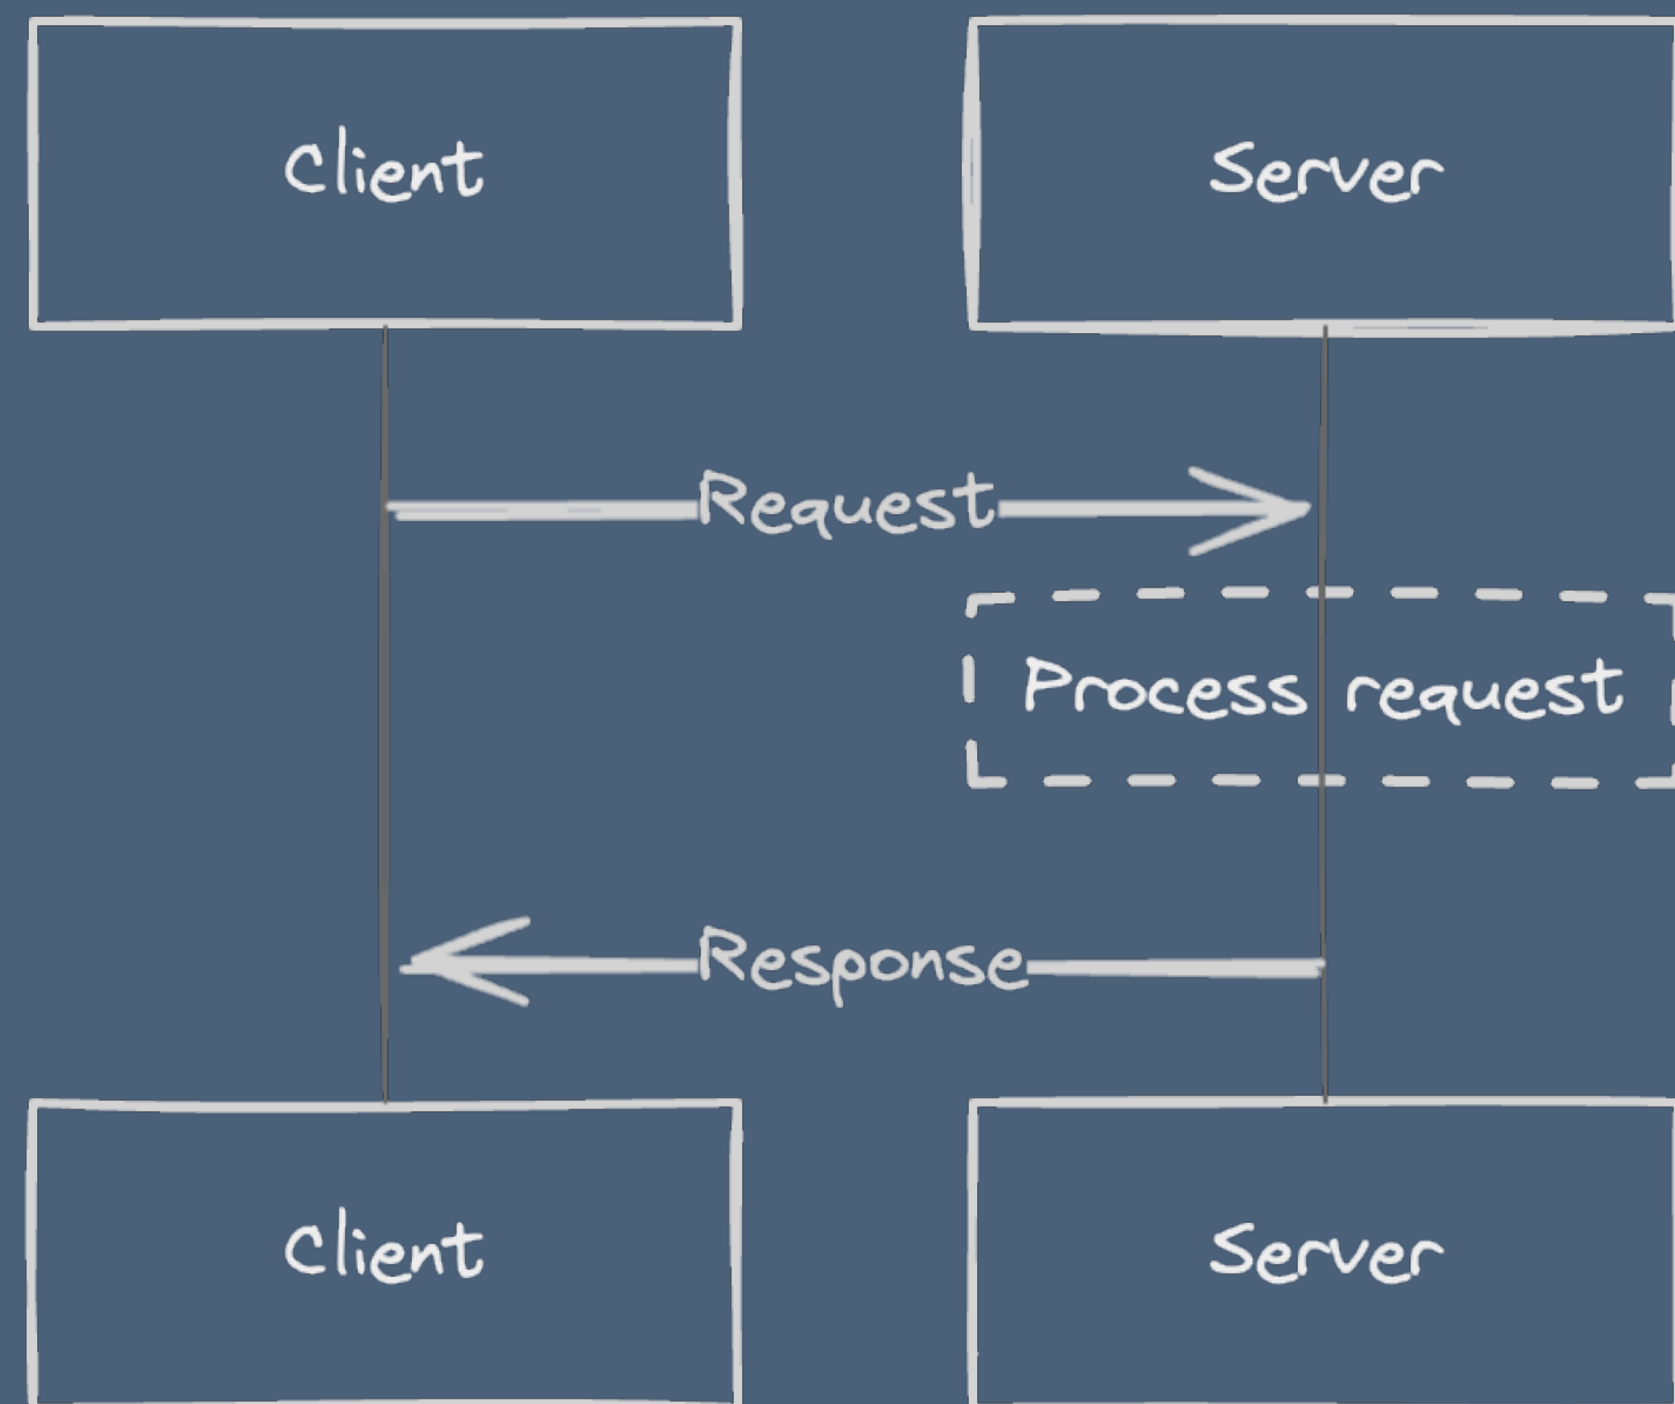 Client
Server
Request
Process request
Response
Client
Server